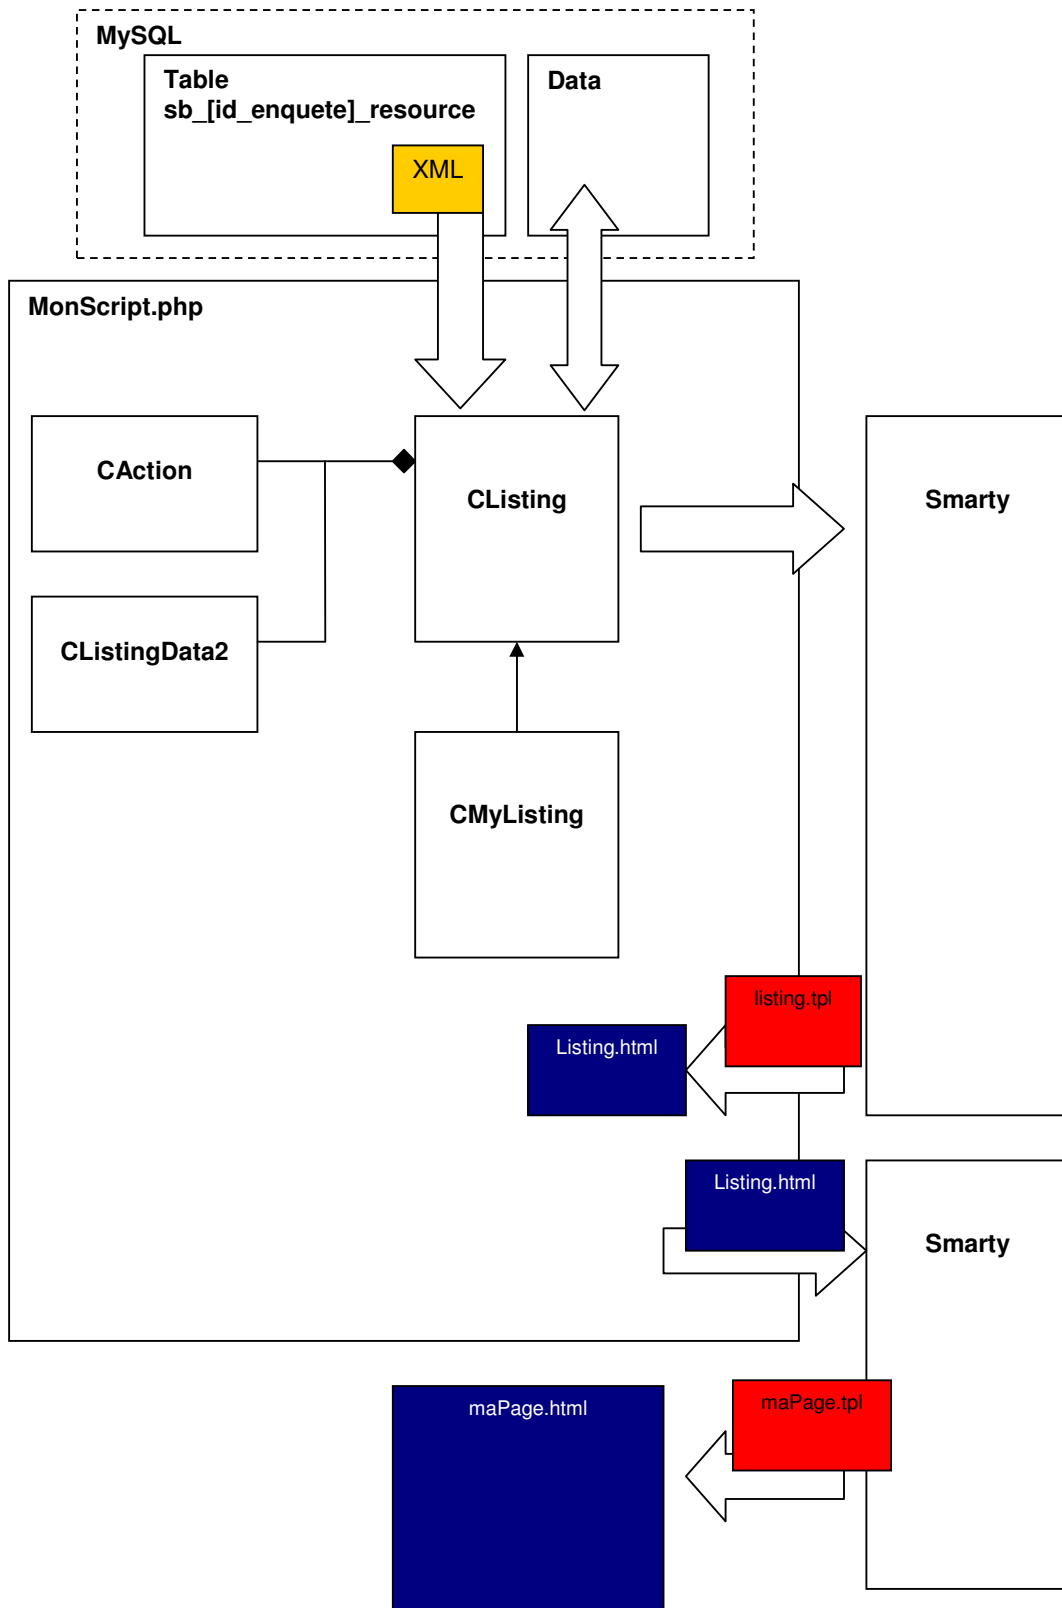 MySQL
Table
sb_[id_enquete]_resource
Data
XML
MonScript.php
CAction
CListing
Smarty
CListingData2
CMyListing
listing.tpl
Listing.html
Listing.html
Smarty
maPage.html
maPage.tpl